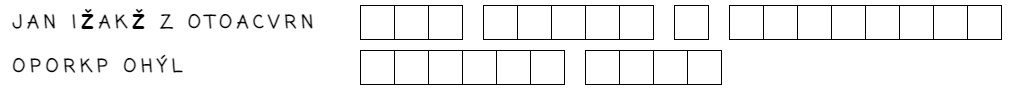 JAN IŽAKŽ Z OTOACVRN
OPORKP OHÝL